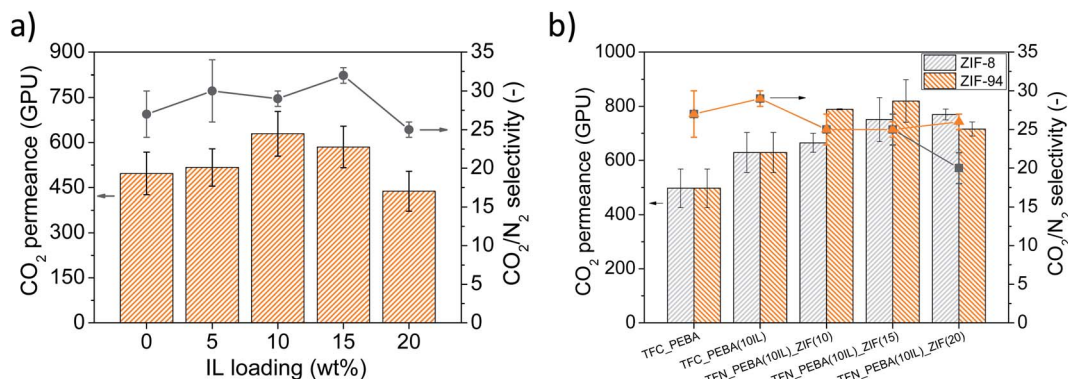 a)
CO2 permeance (GPU)
900
750
600
450
300
150
0
35
30
25
20
15
10
5
0
CO2/N2 selectivity (-)
0 5 10 15 20
IL loading (wt%)
b)
CO2 permeance (GPU)
1000
800
600
400
200
0
ZIF-8
ZIF-94
35
30
25
20
15
10
5
0
CO2/N2 selectivity (-)
TFC_PEBA
TFC_PEBA(10IL)
TFN_PEBA(10IL)_ZIF(10)
TFN_PEBA(10IL)_ZIF(15)
TFN_PEBA(10IL)_ZIF(20)